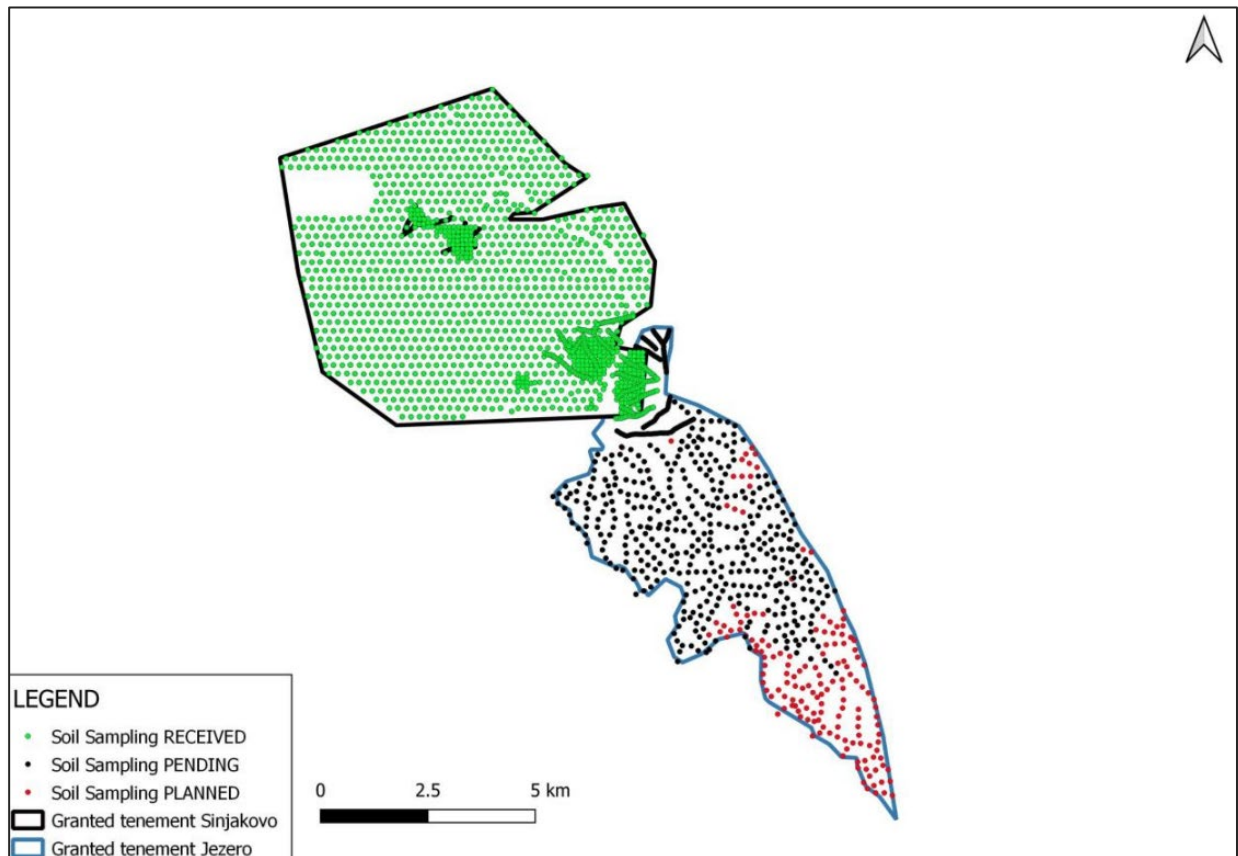 LEGEND
Soil Sampling RECEIVED
Soil Sampling PENDING
Soil Sampling PLANNED
Granted tenement Sinjakovo
Granted tenement Jezero
0 2.5 5 km